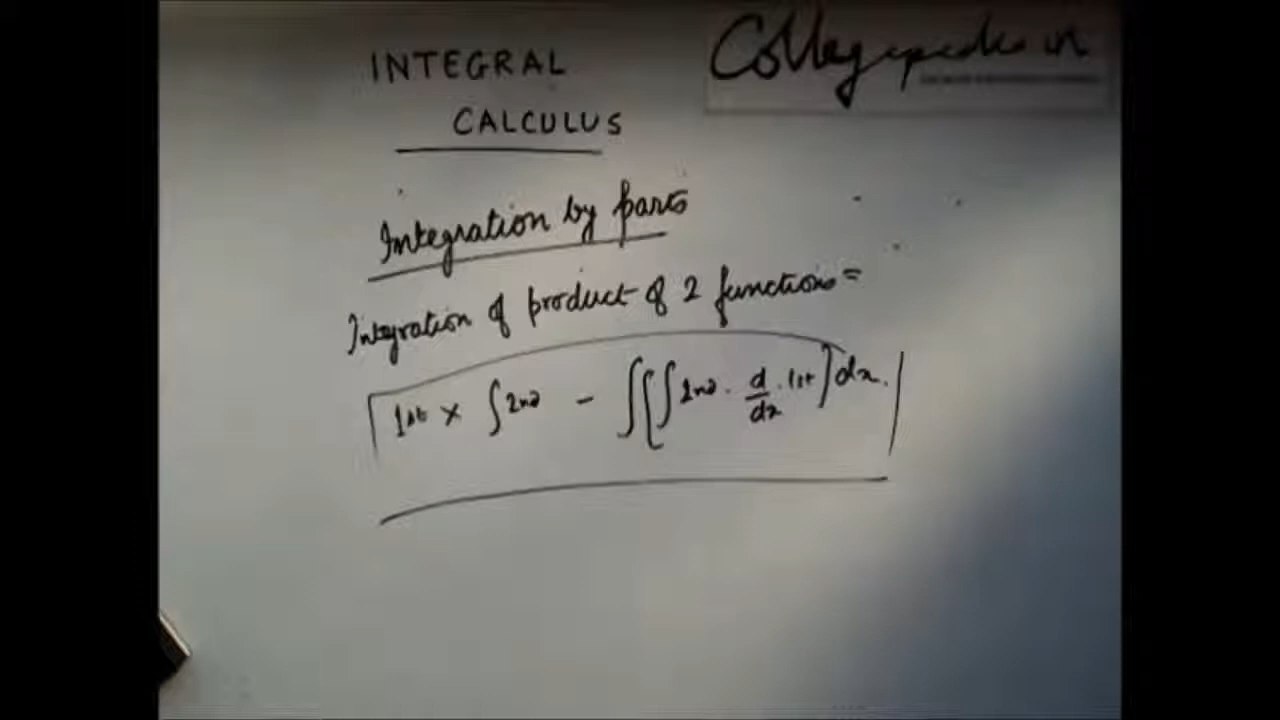 INTEGRAL
CALCULUS
Collegepedia in
Integration by parts
Integration of product of 2 functions =
1st × ∫ 2nd - ∫[∫ 2nd . d/dx . 1st] dx.